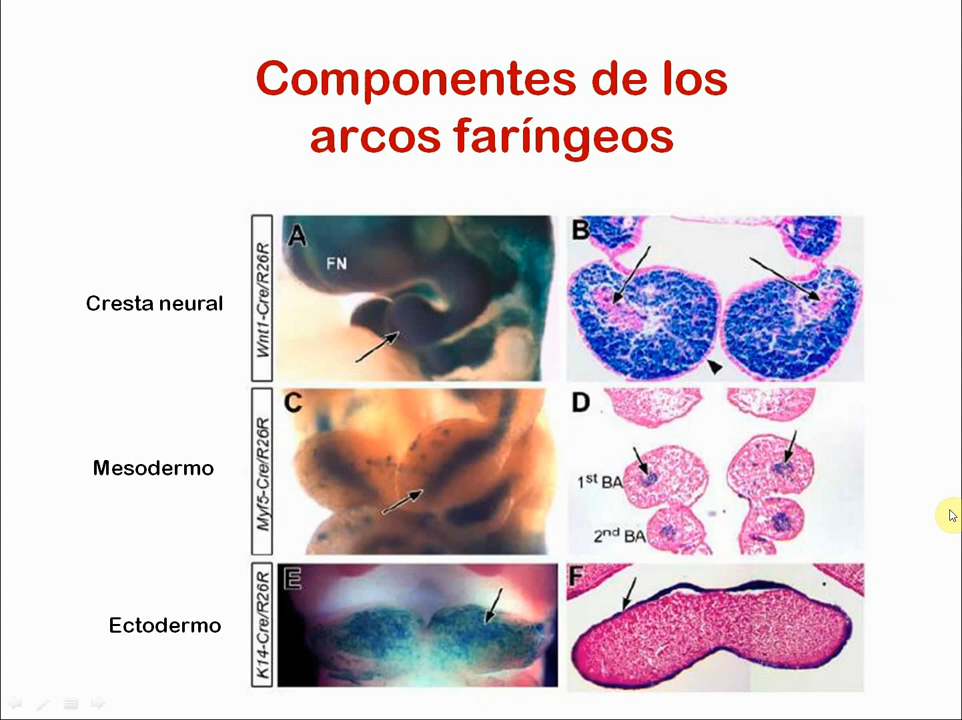 Componentes de los
arcos faríngeos
Cresta neural
Wnt1-Cre/R26R
A
FN
B
Mesodermo
Myf5-Cre/R26R
C
D
1st BA
2nd BA
Ectodermo
K14-Cre/R26R
E
F